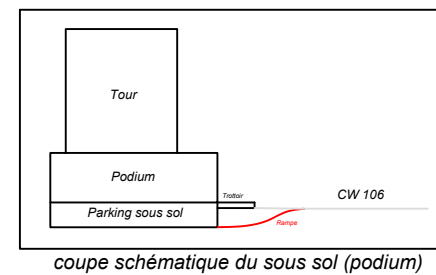 Tour
Podium
Trottoir
CW 106
Parking sous sol
Rampe
coupe schématique du sous sol (podium)